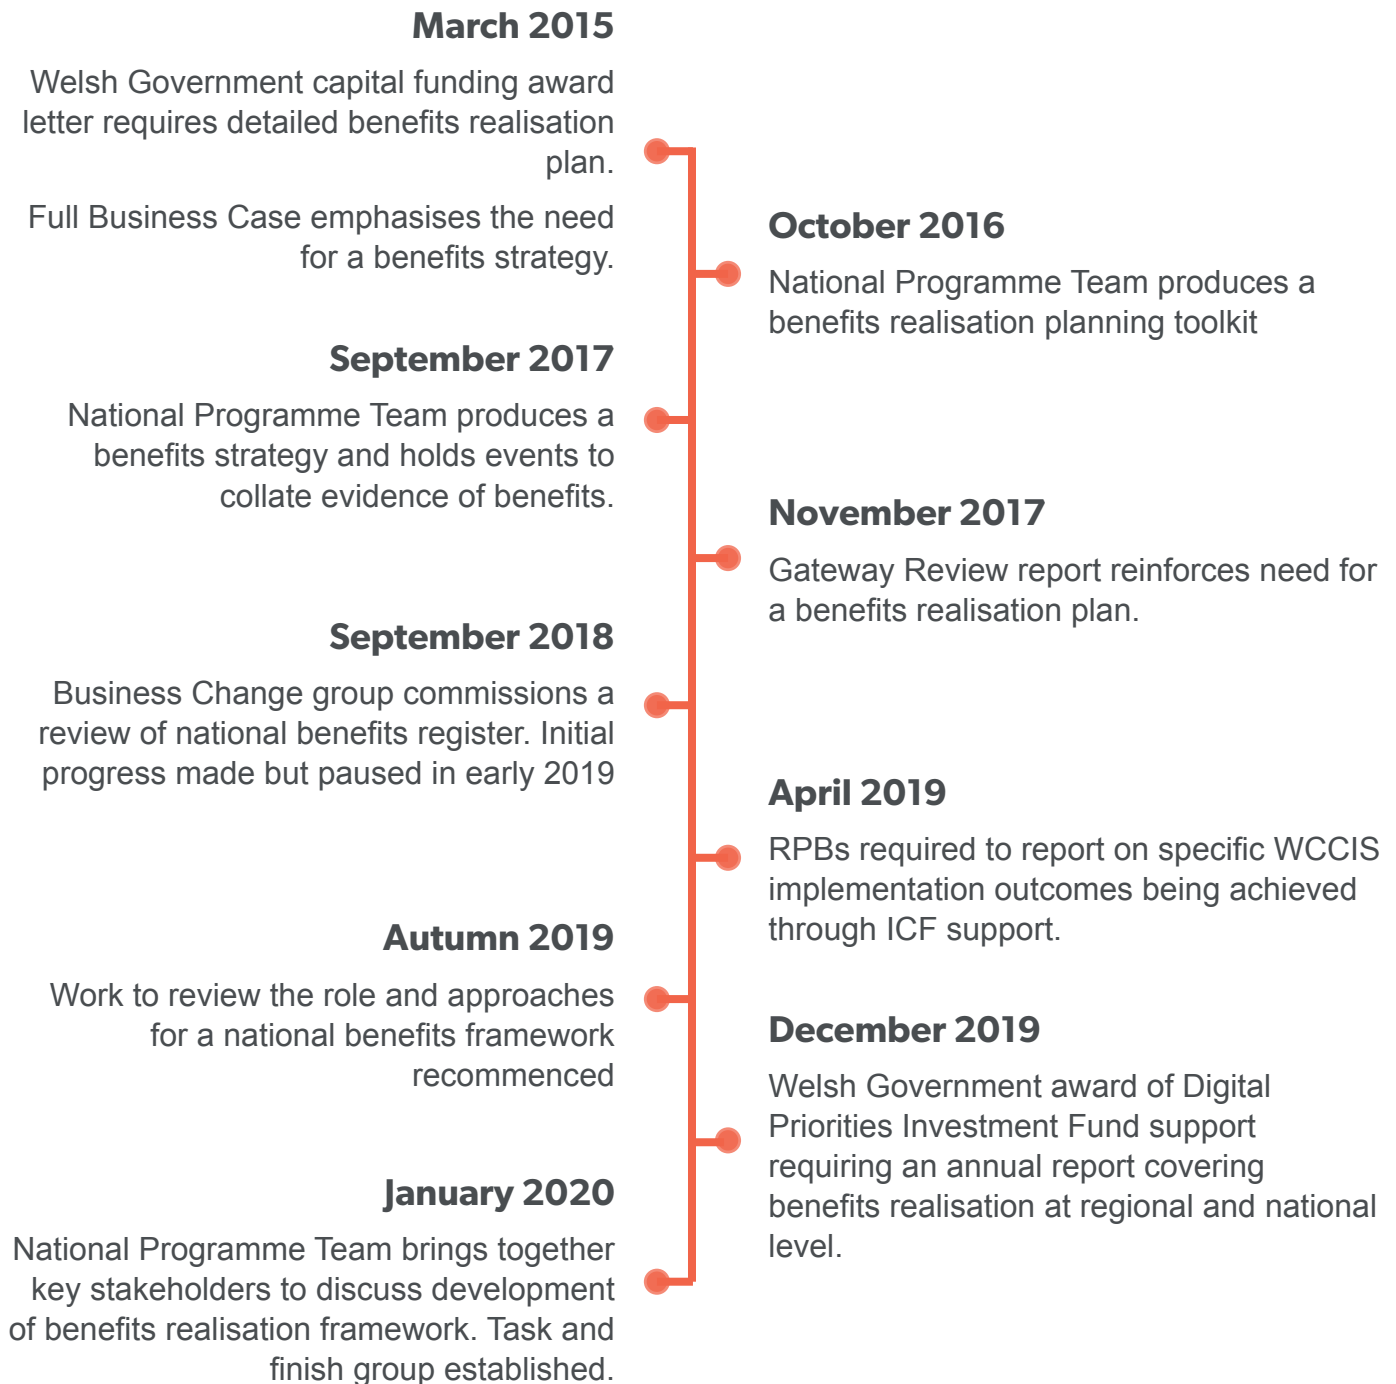 March 2015
Welsh Government capital funding award
letter requires detailed benefits realisation
plan.
Full Business Case emphasises the need
for a benefits strategy.
October 2016
National Programme Team produces a
benefits realisation planning toolkit
September 2017
National Programme Team produces a
benefits strategy and holds events to
collate evidence of benefits.
November 2017
Gateway Review report reinforces need for
a benefits realisation plan.
September 2018
Business Change group commissions a
review of national benefits register. Initial
progress made but paused in early 2019
April 2019
RPBs required to report on specific WCCIS
implementation outcomes being achieved
through ICF support.
Autumn 2019
Work to review the role and approaches
for a national benefits framework
recommenced
December 2019
Welsh Government award of Digital
Priorities Investment Fund support
requiring an annual report covering
benefits realisation at regional and national
level.
January 2020
National Programme Team brings together
key stakeholders to discuss development
of benefits realisation framework. Task and
finish group established.